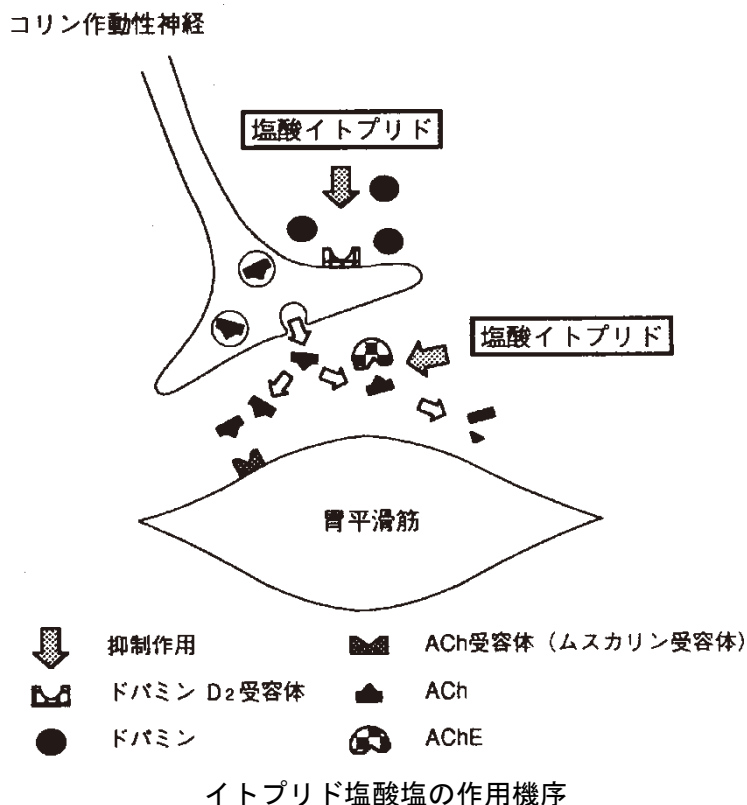 コリン作動性神経
塩酸イトプリド
塩酸イトプリド
胃平滑筋
抑制作用
ACh受容体（ムスカリン受容体）
ドパミン D₂受容体
ACh
ドパミン
AChE
イトプリド塩酸塩の作用機序